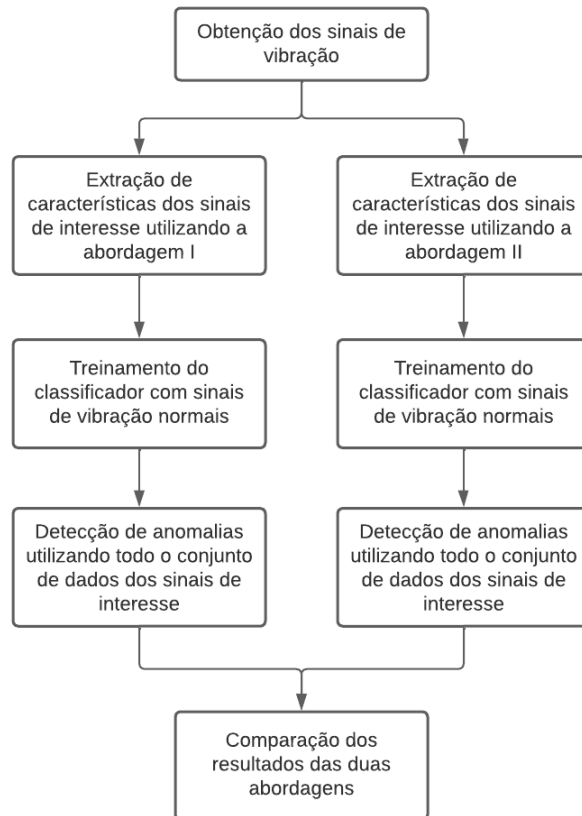 Obtenção dos sinais de
vibração
Extração de
características dos sinais
de interesse utilizando a
abordagem I
Extração de
características dos sinais
de interesse utilizando a
abordagem II
Treinamento do
classificador com sinais
de vibração normais
Treinamento do
classificador com sinais
de vibração normais
Detecção de anomalias
utilizando todo o conjunto
de dados dos sinais de
interesse
Detecção de anomalias
utilizando todo o conjunto
de dados dos sinais de
interesse
Comparação dos
resultados das duas
abordagens